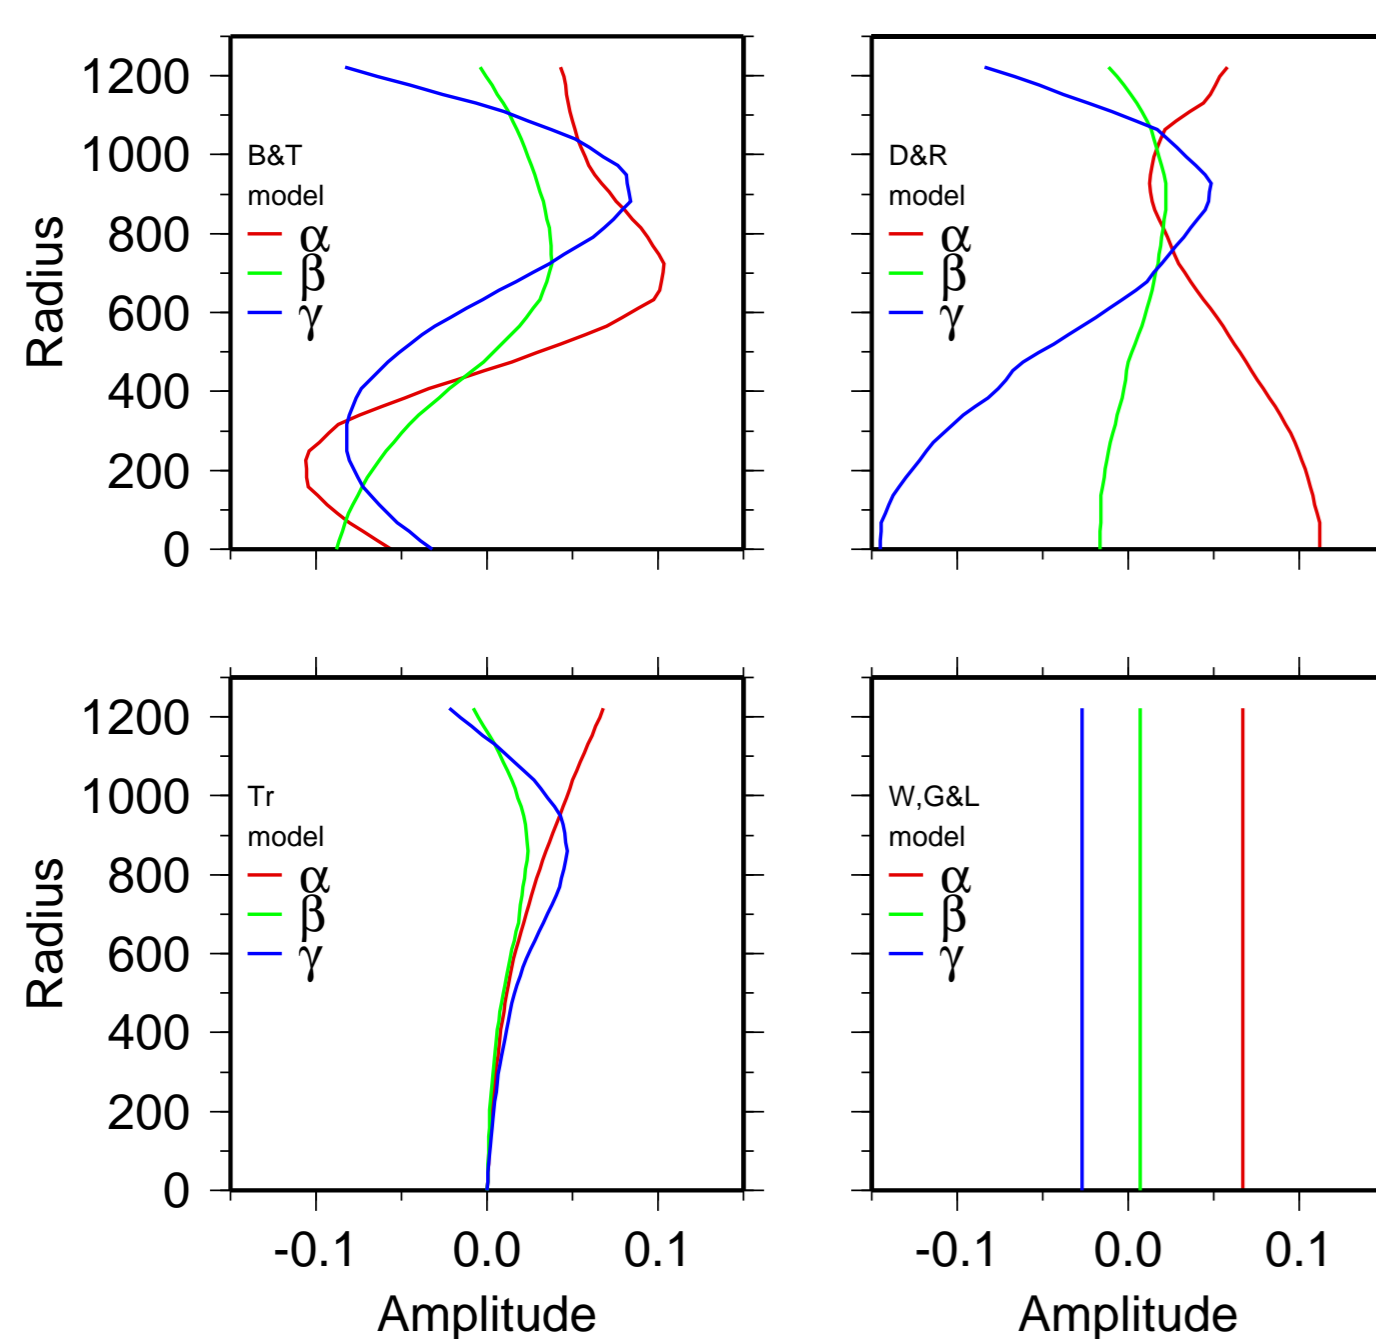 1200
1000
800
600
400
200
0
Radius
B&T
model
α
β
γ
D&R
model
α
β
γ
1200
1000
800
600
400
200
0
Radius
Tr
model
α
β
γ
-0.1 0.0 0.1
Amplitude
W,G&L
model
α
β
γ
-0.1 0.0 0.1
Amplitude